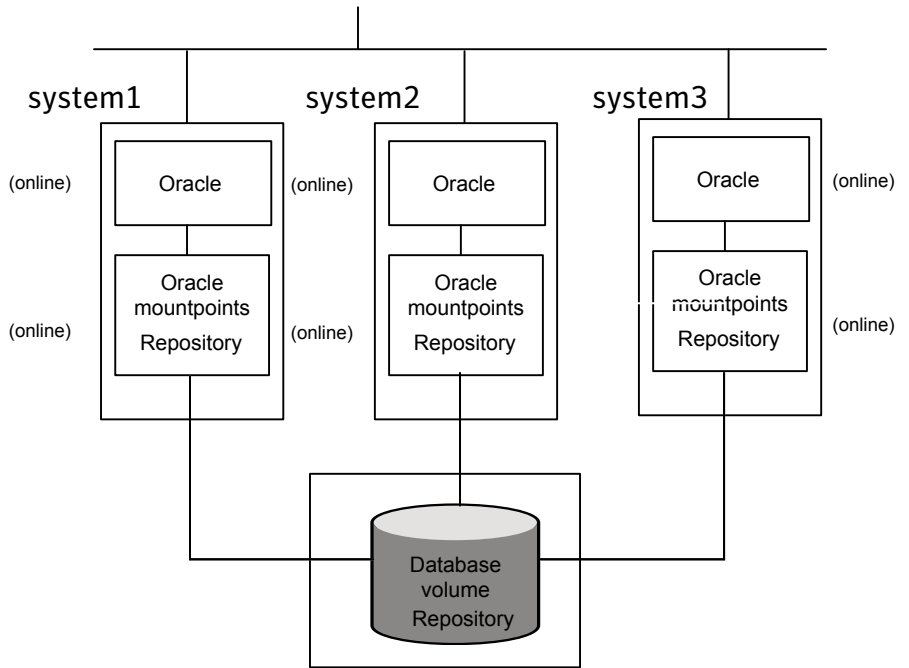 system1
system2
system3
(online)
Oracle
(online)
Oracle
Oracle
(online)
(online)
Oracle
mountpoints
Repository
(online)
Oracle
mountpoints
Repository
Oracle
mountpoints
Repository
(online)
Database
volume
Repository